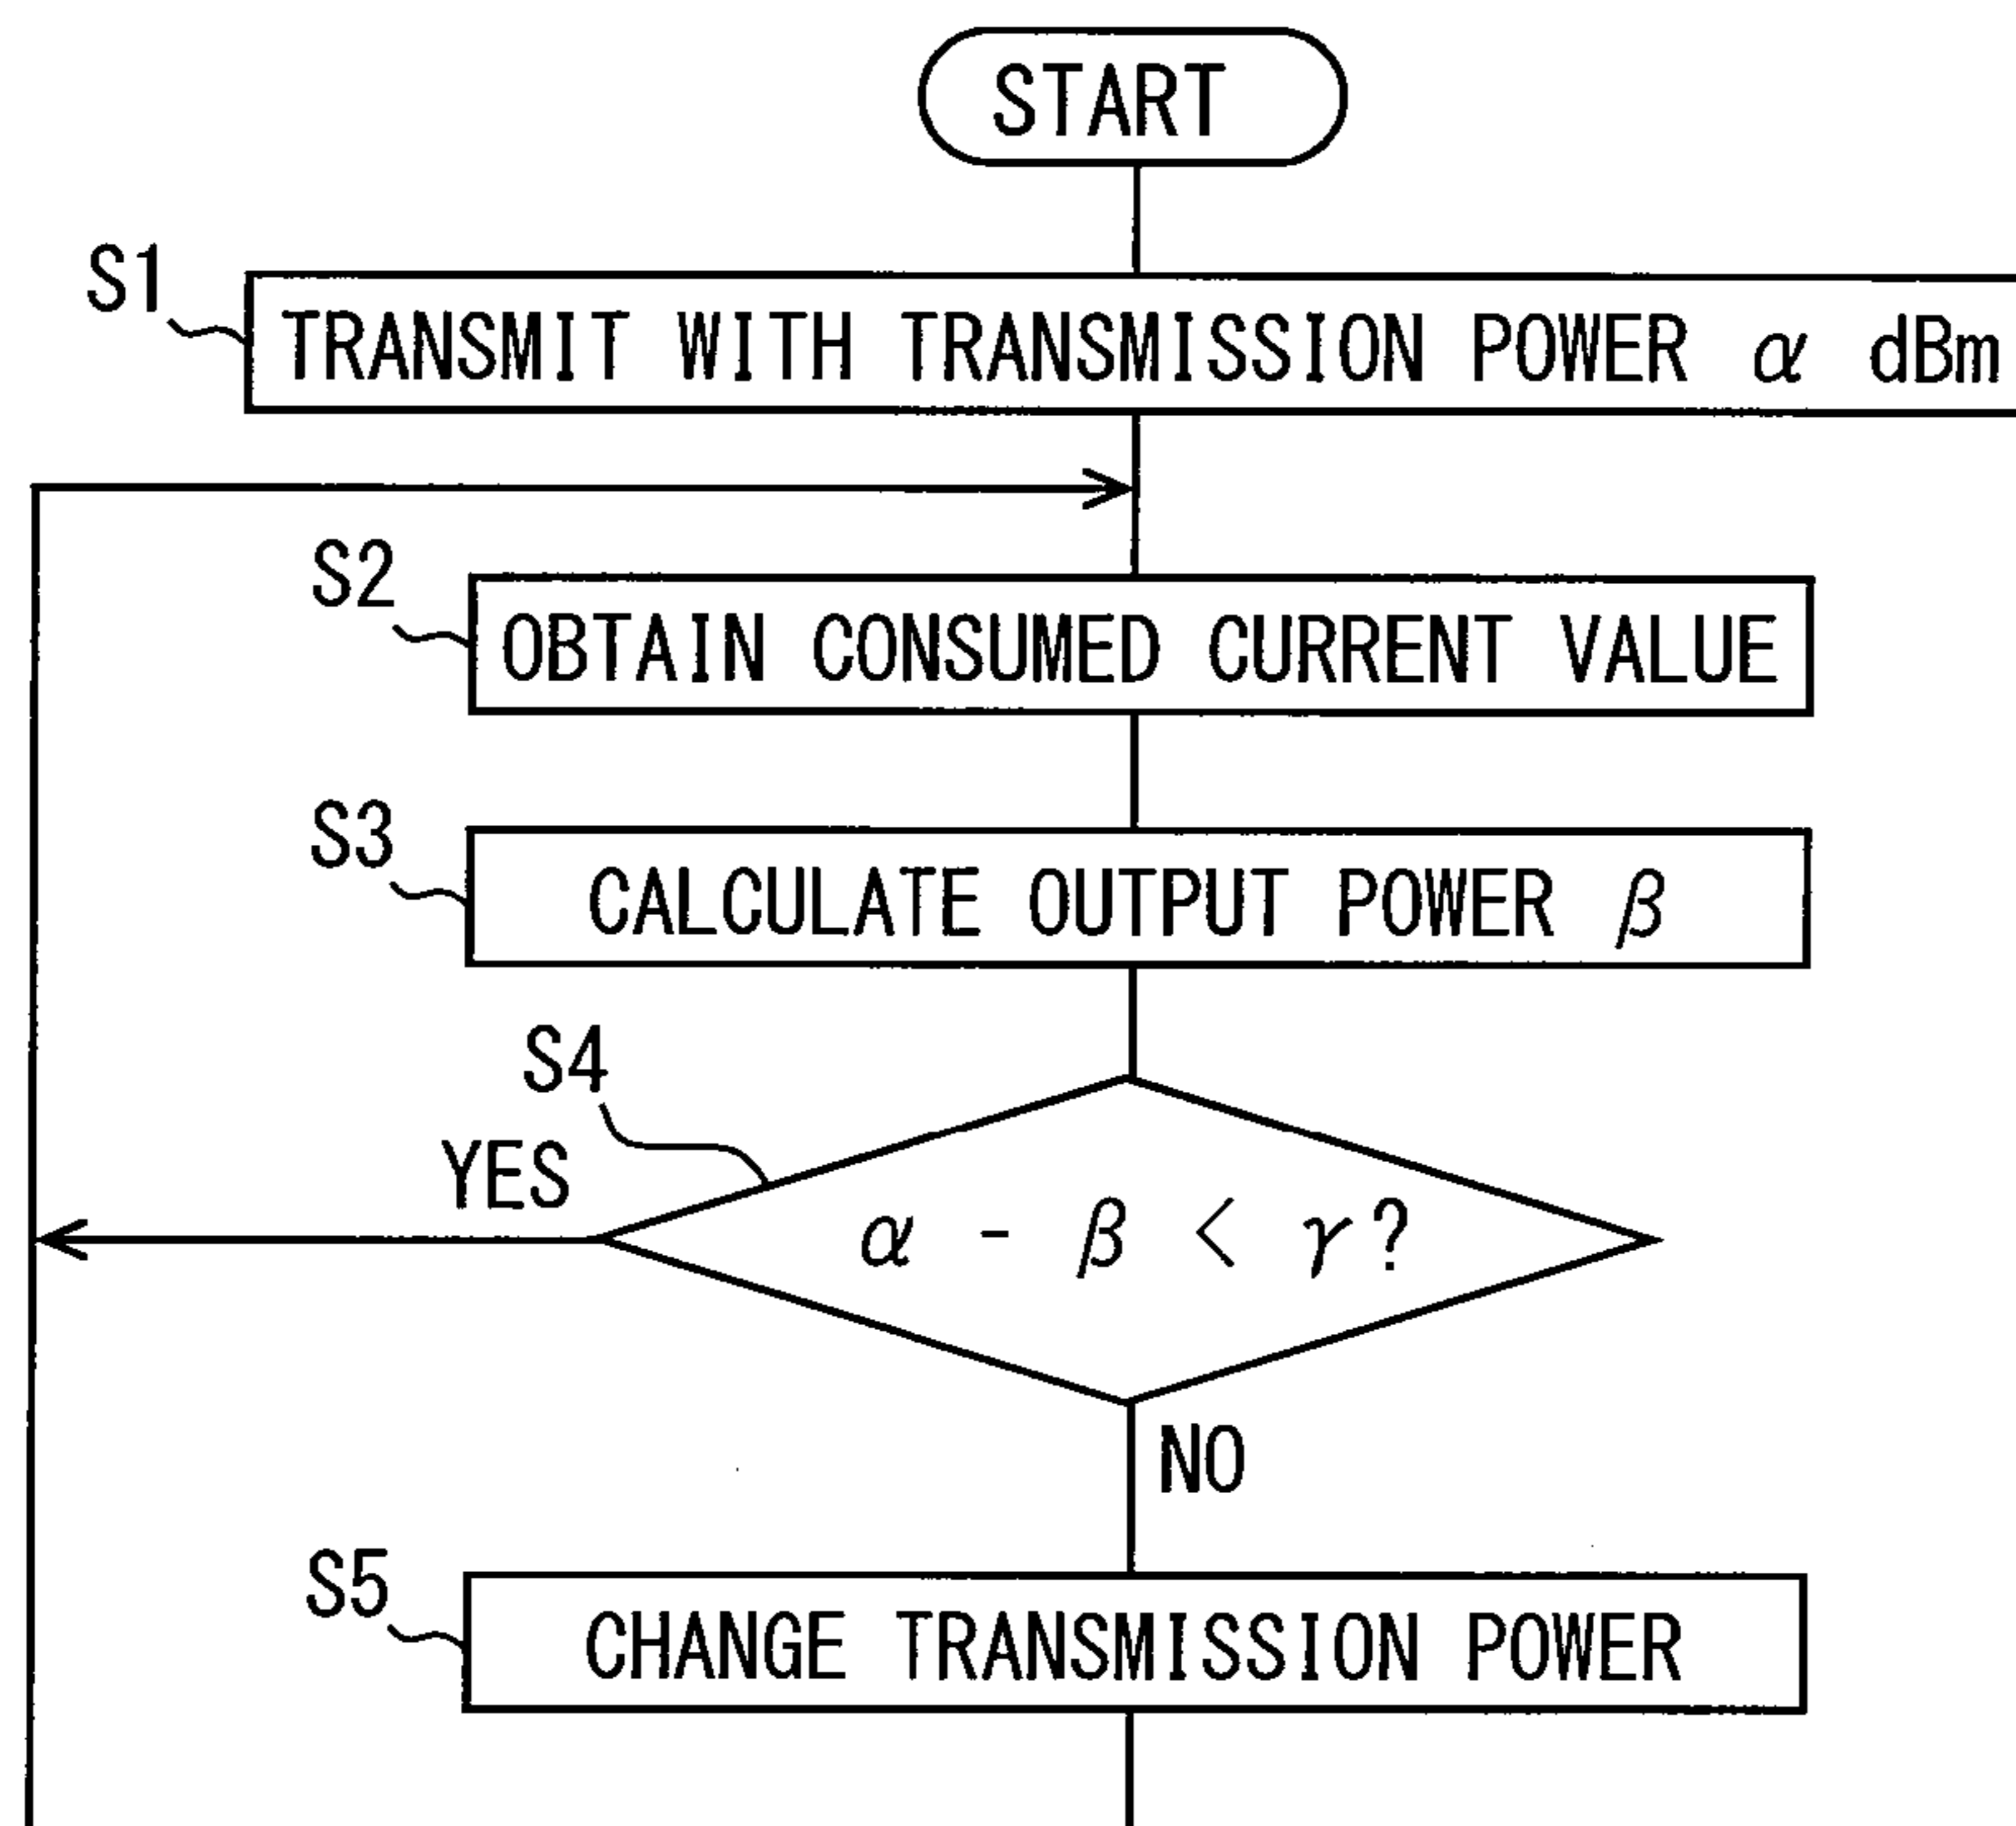 START
S1
TRANSMIT WITH TRANSMISSION POWER α dBm
S2
OBTAIN CONSUMED CURRENT VALUE
S3
CALCULATE OUTPUT POWER β
S4
YES
α - β < γ?
NO
S5
CHANGE TRANSMISSION POWER